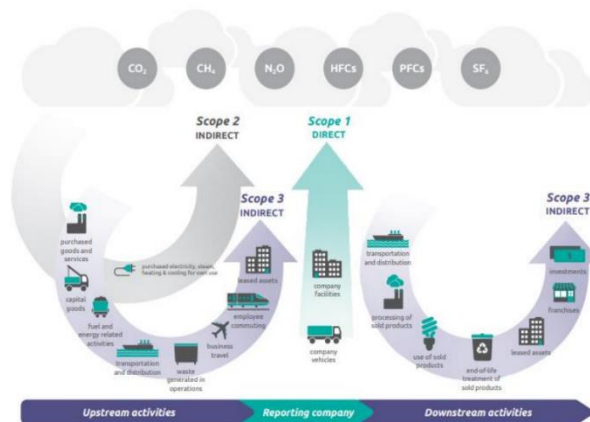 CO₂
CH₄
N₂O
HFCs
PFCs
SF₆
Scope 2
INDIRECT
Scope 1
DIRECT
Scope 3
INDIRECT
Scope 3
INDIRECT
purchased
goods and
services
capital
goods
fuel and
energy related
activities
transportation
and distribution
waste
generated in
operations
business
travel
employee
commuting
leased assets
purchased electricity, steam,
heating & cooling for own use
company
facilities
company
vehicles
transportation
and distribution
processing of
sold products
use of sold
products
end-of-life
treatment of
sold products
leased assets
franchises
investments
Upstream activities
Reporting company
Downstream activities